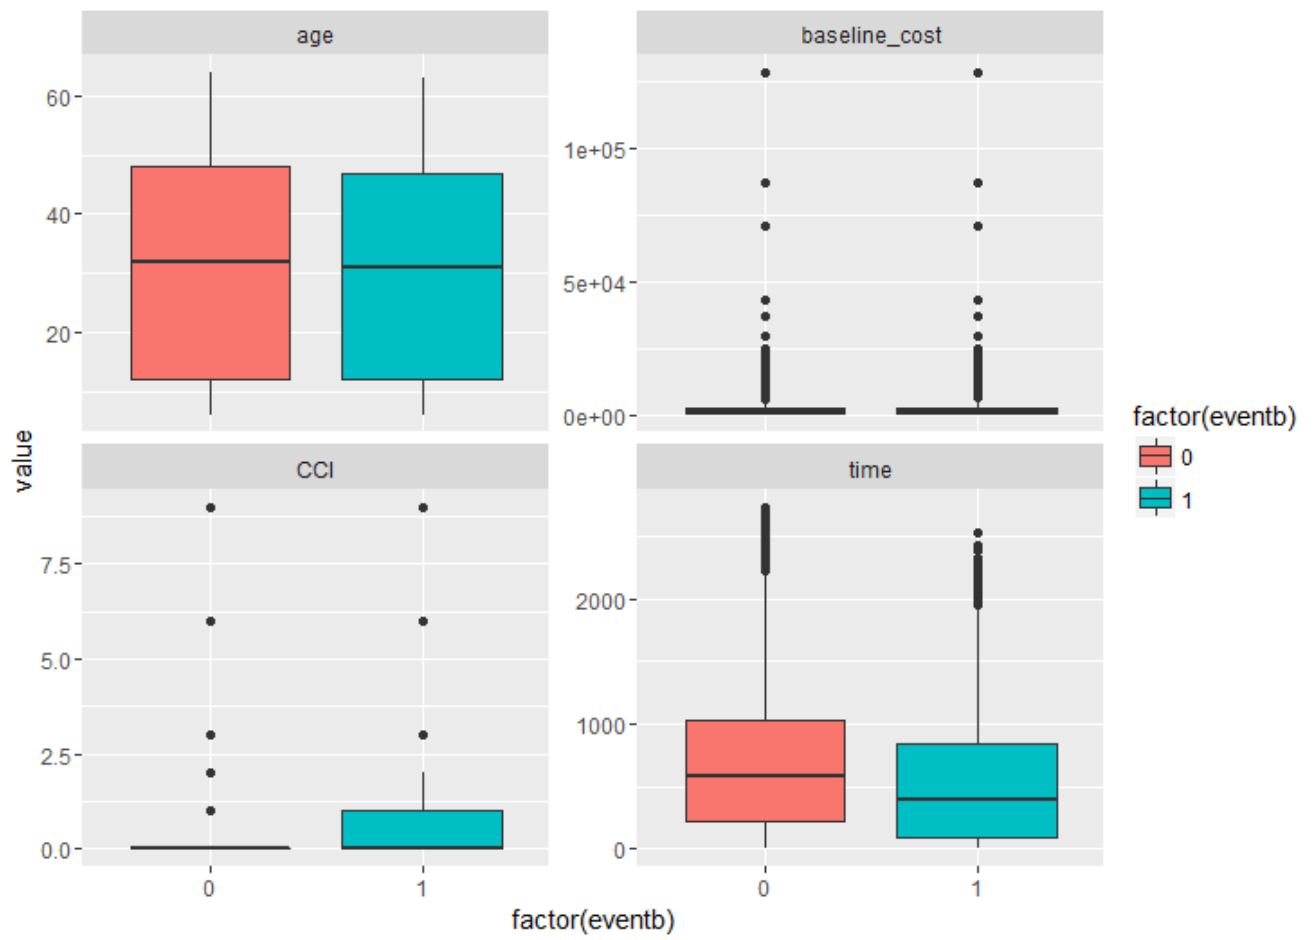 age
baseline_cost
60
40
20
1e+05
5e+04
0e+00
value
CCI
time
7.5
5.0
2.5
0.0
2000
1000
0
0
1
0
1
factor(eventb)
factor(eventb)
0
1